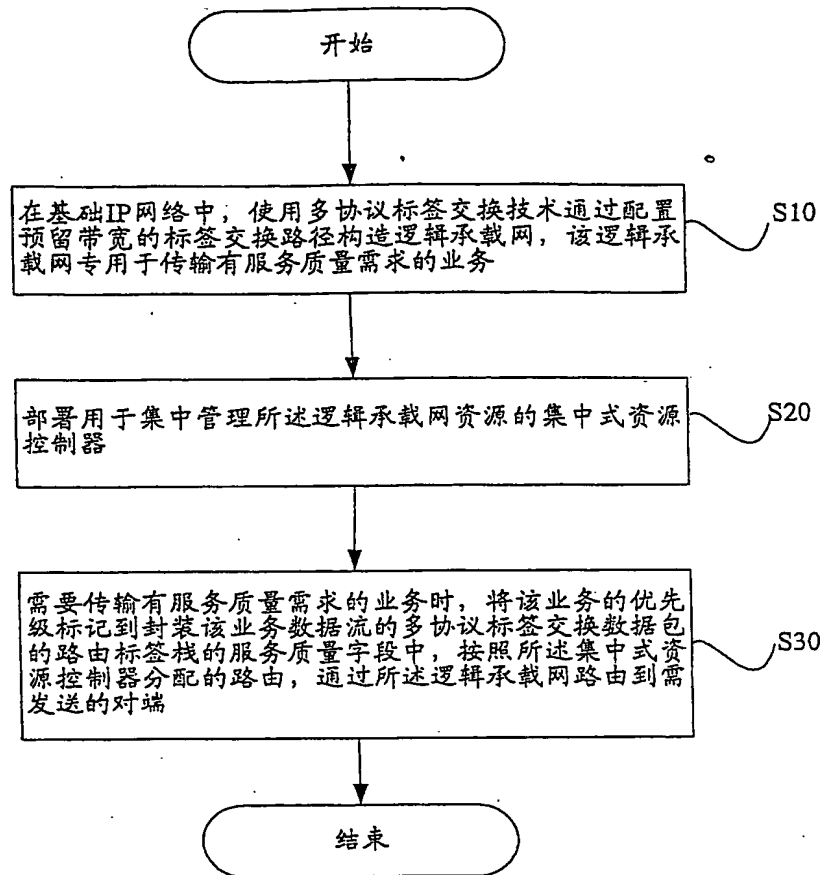 开始
在基础IP网络中，使用多协议标签交换技术通过配置
预留带宽的标签交换路径构造逻辑承载网，该逻辑承
载网专用于传输有服务质量需求的业务
S10
部署用于集中管理所述逻辑承载网资源的集中式资源
控制器
S20
需要传输有服务质量需求的业务时，将该业务的优先
级标记到封装该业务数据流的多协议标签交换数据包
的路由标签栈的服务质量字段中，按照所述集中式资
源控制器分配的路由，通过所述逻辑承载网路由到需
发送的对端
S30
结束